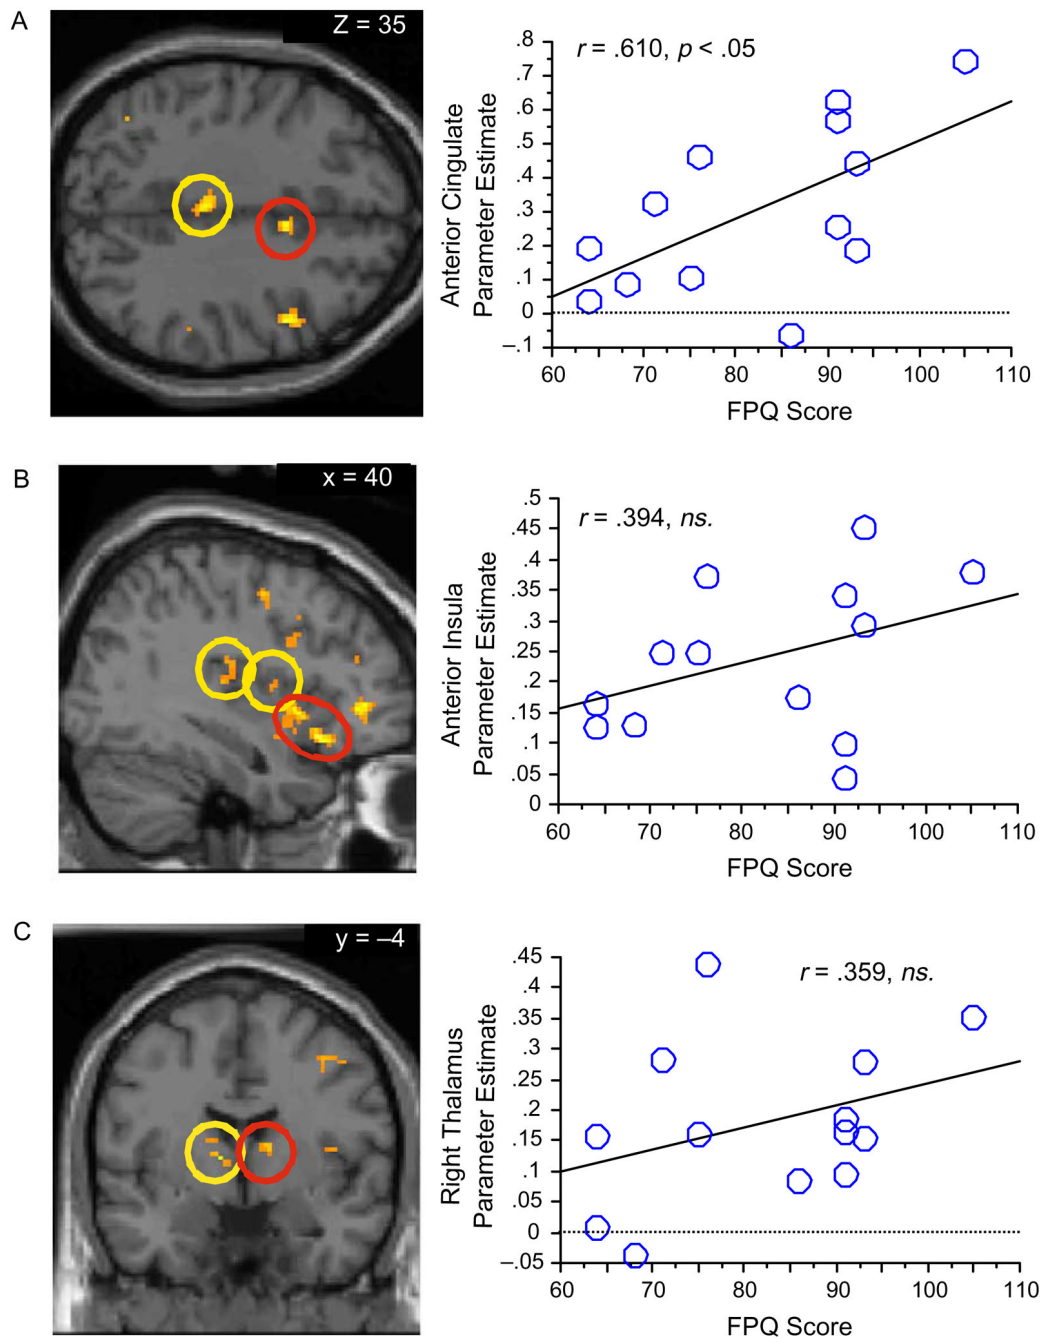 A
Z = 35
r = .610, p < .05
Anterior Cingulate
Parameter Estimate
.8
.7
.6
.5
.4
.3
.2
.1
0
–.1
60 70 80 90 100 110
FPQ Score
B
x = 40
r = .394, ns.
Anterior Insula
Parameter Estimate
.5
.45
.4
.35
.3
.25
.2
.15
.1
.05
0
60 70 80 90 100 110
FPQ Score
C
y = –4
r = .359, ns.
Right Thalamus
Parameter Estimate
.45
.4
.35
.3
.25
.2
.15
.1
.05
0
–.05
60 70 80 90 100 110
FPQ Score